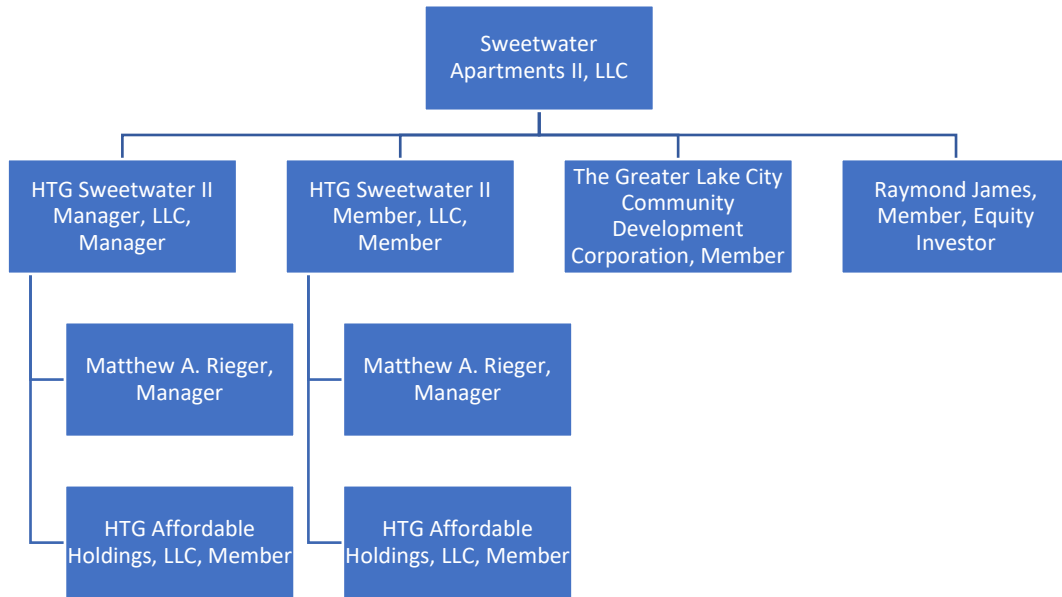 Sweetwater
Apartments II, LLC
HTG Sweetwater II
Manager, LLC,
Manager
HTG Sweetwater II
Member, LLC,
Member
The Greater Lake City
Community
Development
Corporation, Member
Raymond James,
Member, Equity
Investor
Matthew A. Rieger,
Manager
Matthew A. Rieger,
Manager
HTG Affordable
Holdings, LLC, Member
HTG Affordable
Holdings, LLC, Member